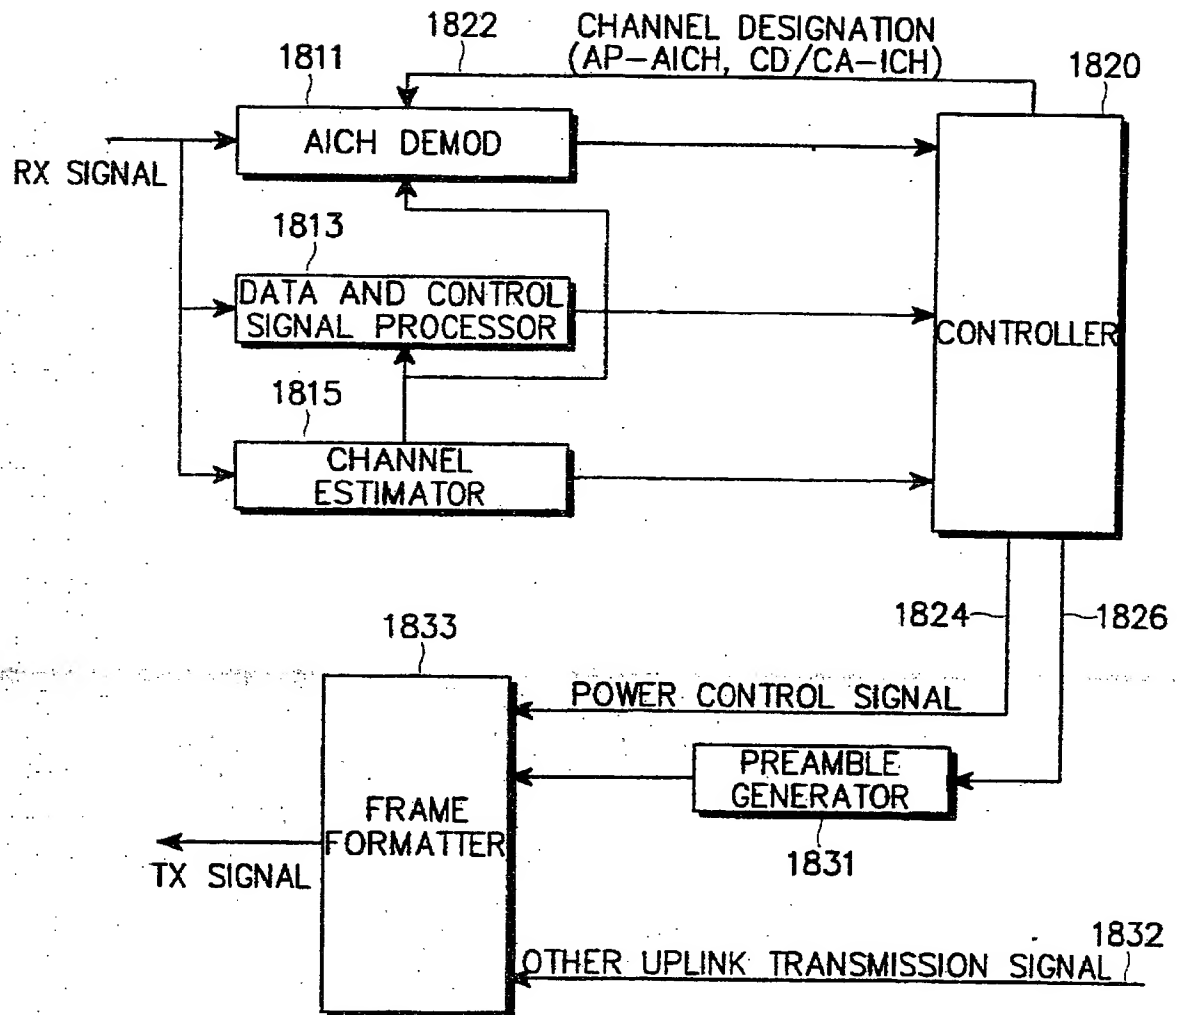 1822
CHANNEL DESIGNATION
(AP-AICH, CD/CA-ICH)
1811
1820
AICH DEMOD
RX SIGNAL
1813
DATA AND CONTROL
SIGNAL PROCESSOR
CONTROLLER
1815
CHANNEL
ESTIMATOR
1824
1826
1833
POWER CONTROL SIGNAL
PREAMBLE
GENERATOR
FRAME
FORMATTER
1831
TX SIGNAL
1832
OTHER UPLINK TRANSMISSION SIGNAL